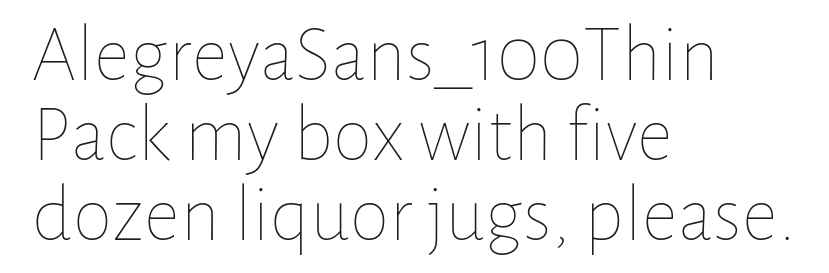 AlegreyaSans_100Thin
Pack my box with five
dozen liquor jugs, please.